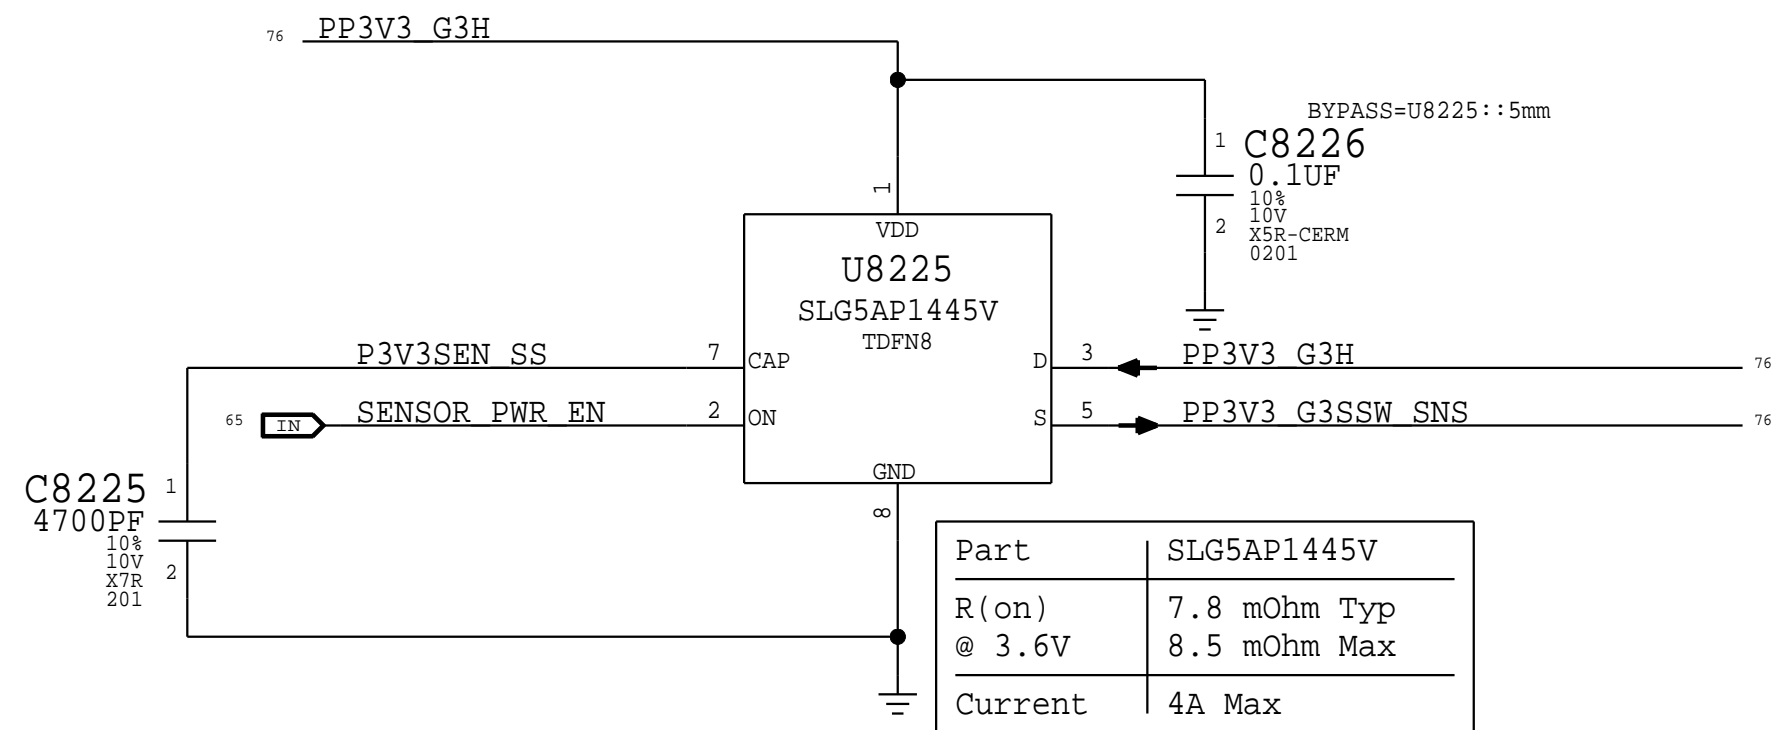 76 PP3V3_G3H
BYPASS=U8225::5mm
1 C8226
0.1UF
10%
10V
2 X5R-CERM
0201
1
VDD
U8225
SLG5AP1445V
TDFN8
P3V3SEN_SS 7 CAP D 3 PP3V3_G3H 76
65 IN SENSOR_PWR_EN 2 ON S 5 PP3V3_G3SSW_SNS 76
GND
8
C8225 1
4700PF
10%
10V
X7R 2
201
Part SLG5AP1445V
R(on) 7.8 mOhm Typ
@ 3.6V 8.5 mOhm Max
Current 4A Max